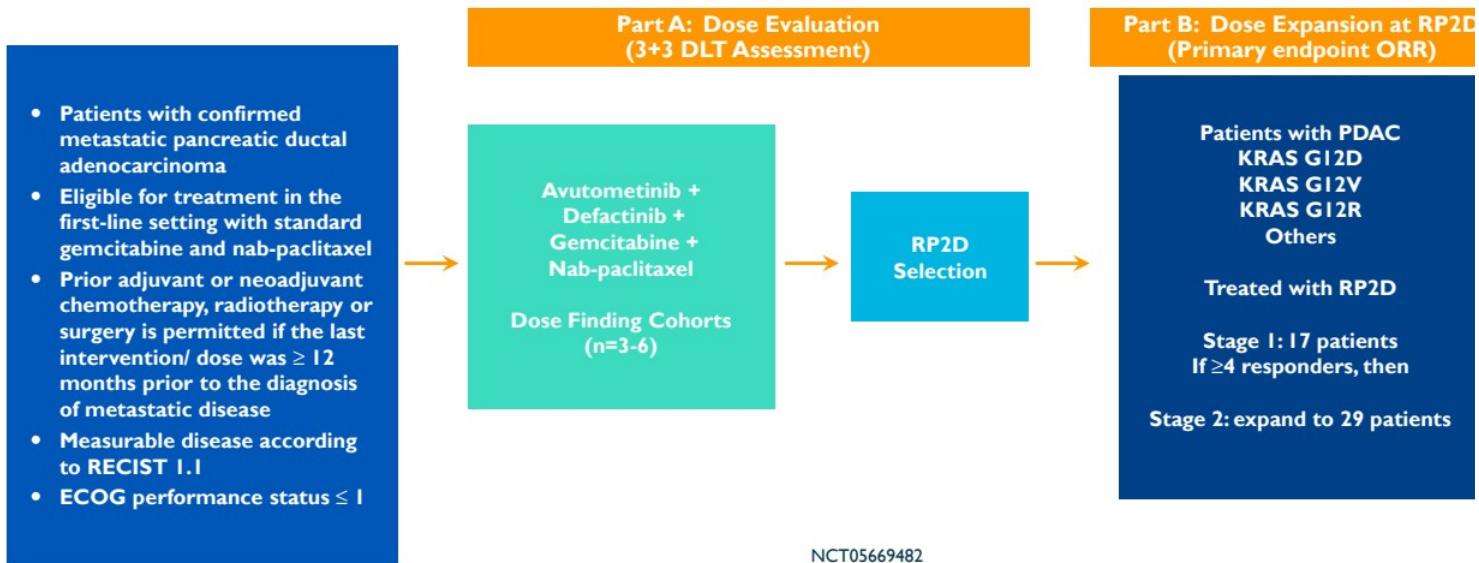 Part A: Dose Evaluation
(3+3 DLT Assessment)
Part B: Dose Expansion at RP2D
(Primary endpoint ORR)
• Patients with confirmed
metastatic pancreatic ductal
adenocarcinoma
• Eligible for treatment in the
first-line setting with standard
gemcitabine and nab-paclitaxel
• Prior adjuvant or neoadjuvant
chemotherapy, radiotherapy or
surgery is permitted if the last
intervention/ dose was ≥ 12
months prior to the diagnosis
of metastatic disease
• Measurable disease according
to RECIST 1.1
• ECOG performance status ≤ 1
Avutometinib +
Defactinib +
Gemcitabine +
Nab-paclitaxel
Dose Finding Cohorts
(n=3-6)
RP2D
Selection
Patients with PDAC
KRAS G12D
KRAS G12V
KRAS G12R
Others
Treated with RP2D
Stage 1: 17 patients
If ≥4 responders, then
Stage 2: expand to 29 patients
NCT05669482